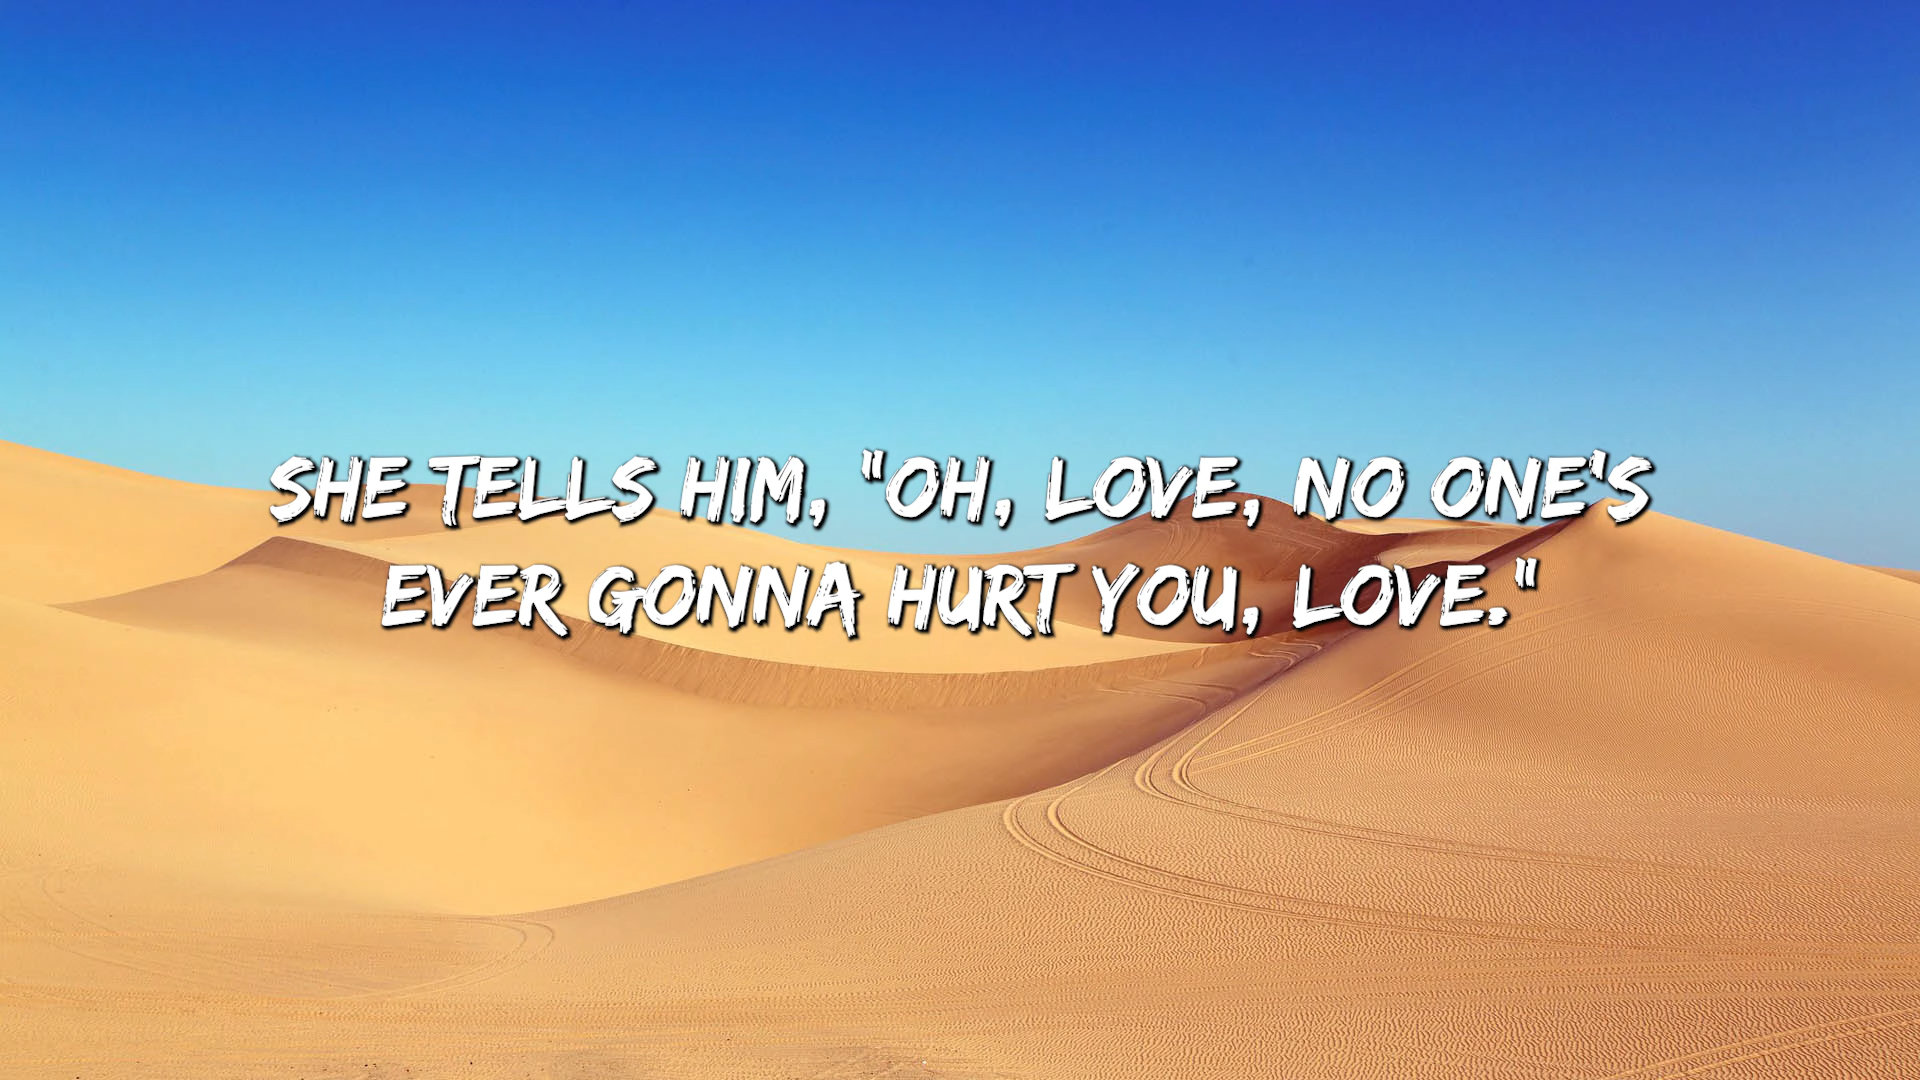 SHE TELLS HIM, "OH, LOVE, NO ONE'S
EVER GONNA HURT YOU, LOVE."